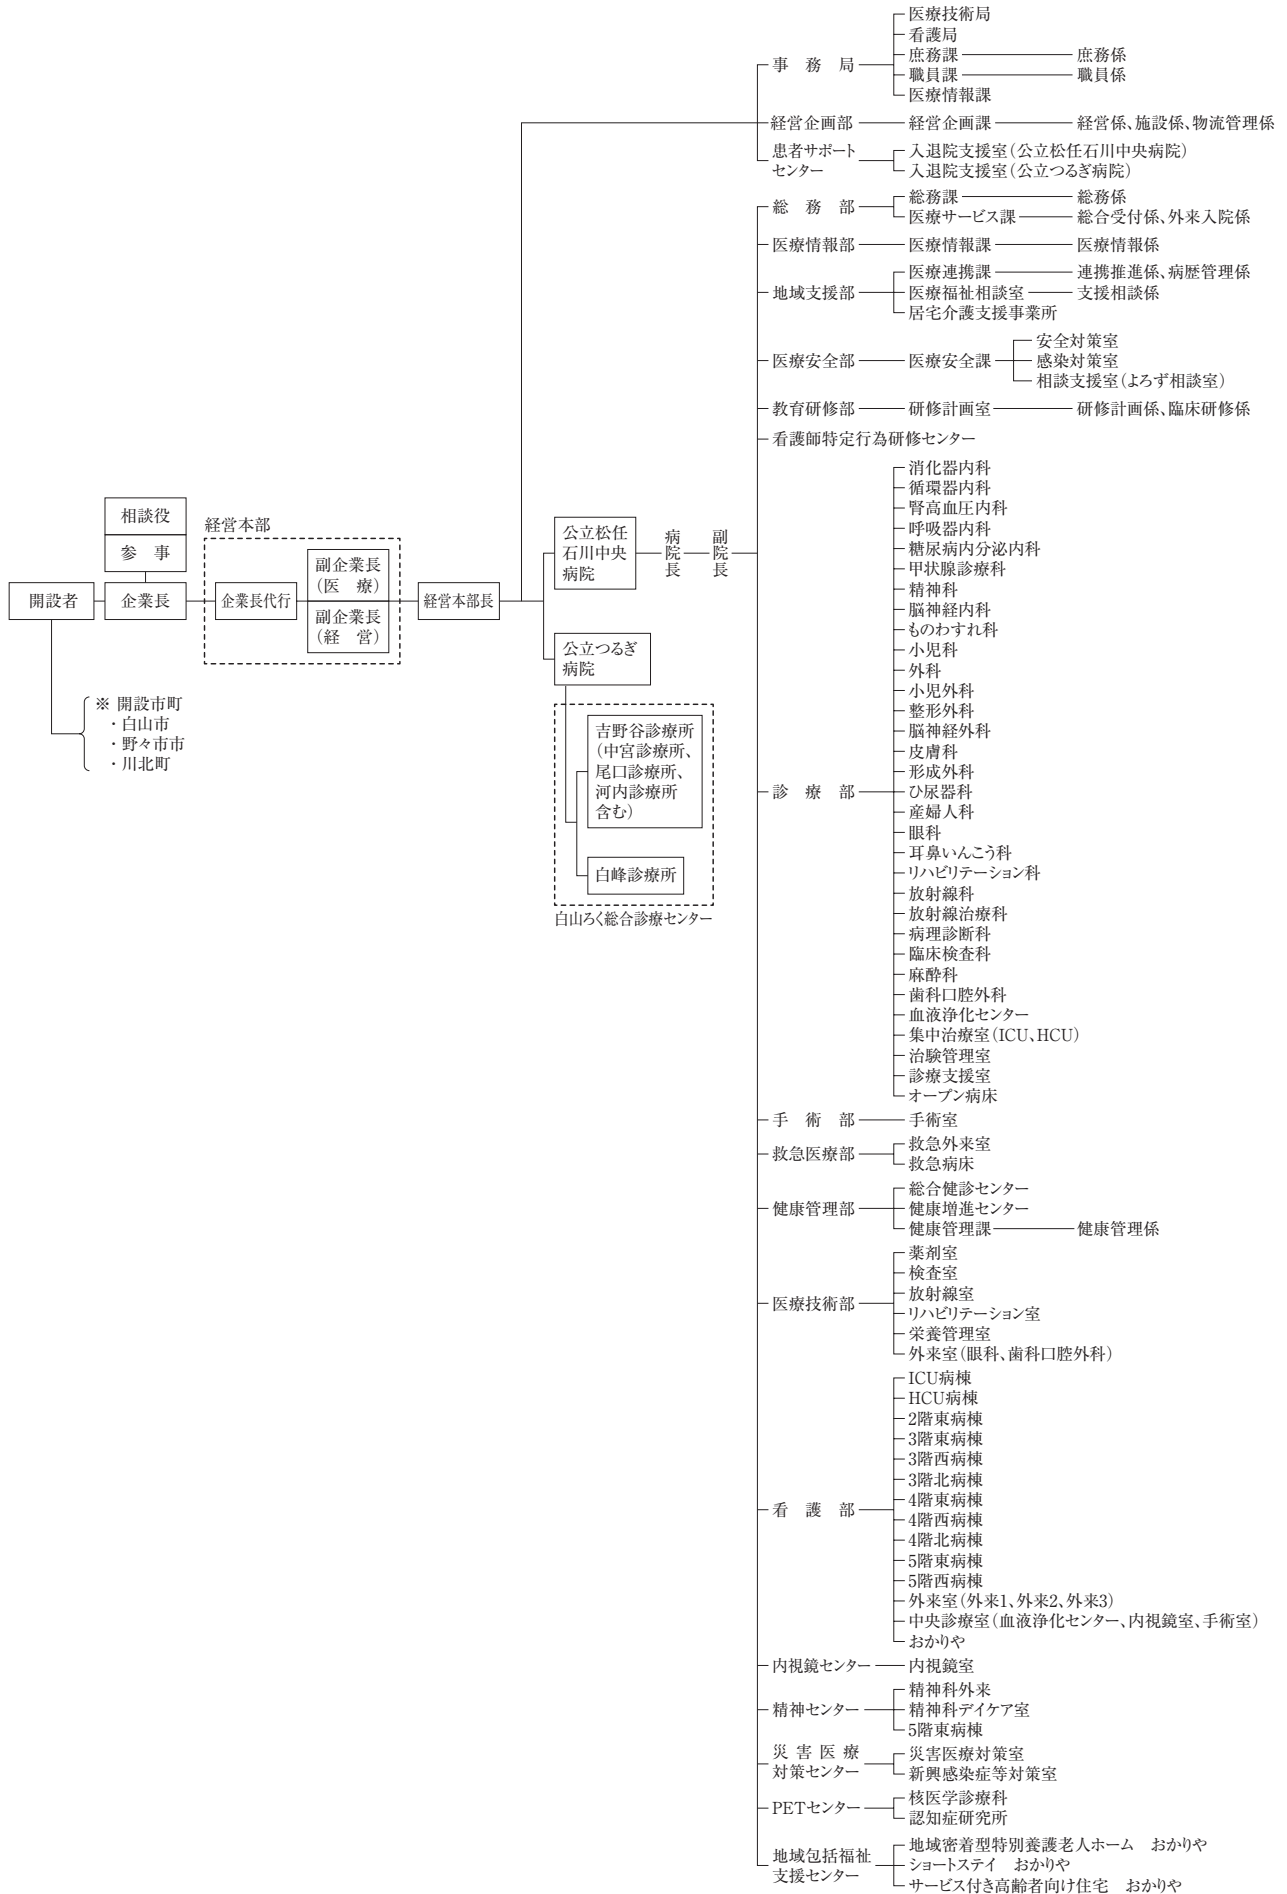 開設者
相談役
参　事
企業長
※ 開設市町
・白山市
・野々市市
・川北町
経営本部
企業長代行
副企業長
（医　療）
副企業長
（経　営）
経営本部長
公立松任
石川中央
病院
病院長
副院長
公立つるぎ
病院
吉野谷診療所
（中宮診療所、
尾口診療所、
河内診療所
含む）
白峰診療所
白山ろく総合診療センター
事　務　局
医療技術局
看護局
庶務課　庶務係
職員課　職員係
医療情報課
経営企画部　経営企画課　経営係、施設係、物流管理係
患者サポート
センター
入退院支援室（公立松任石川中央病院）
入退院支援室（公立つるぎ病院）
総　務　部
総務課　総務係
医療サービス課　総合受付係、外来入院係
医療情報部　医療情報課　医療情報係
地域支援部
医療連携課　連携推進係、病歴管理係
医療福祉相談室　支援相談係
居宅介護支援事業所
医療安全部　医療安全課
安全対策室
感染対策室
相談支援室（よろず相談室）
教育研修部　研修計画室　研修計画係、臨床研修係
看護師特定行為研修センター
診　療　部
消化器内科
循環器内科
腎高血圧内科
呼吸器内科
糖尿病内分泌内科
甲状腺診療科
精神科
脳神経内科
ものわすれ科
小児科
外科
小児外科
整形外科
脳神経外科
皮膚科
形成外科
ひ尿器科
産婦人科
眼科
耳鼻いんこう科
リハビリテーション科
放射線科
放射線治療科
病理診断科
臨床検査科
麻酔科
歯科口腔外科
血液浄化センター
集中治療室（ICU、HCU）
治験管理室
診療支援室
オープン病床
手　術　部　手術室
救急医療部
救急外来室
救急病床
健康管理部
総合健診センター
健康増進センター
健康管理課　健康管理係
医療技術部
薬剤室
検査室
放射線室
リハビリテーション室
栄養管理室
外来室（眼科、歯科口腔外科）
看　護　部
ICU病棟
HCU病棟
2階東病棟
3階東病棟
3階西病棟
3階北病棟
4階東病棟
4階西病棟
4階北病棟
5階東病棟
5階西病棟
外来室（外来1、外来2、外来3）
中央診療室（血液浄化センター、内視鏡室、手術室）
おかりや
内視鏡センター　内視鏡室
精神センター
精神科外来
精神科デイケア室
5階東病棟
災 害 医 療
対策センター
災害医療対策室
新興感染症等対策室
PETセンター
核医学診療科
認知症研究所
地域包括福祉
支援センター
地域密着型特別養護老人ホーム　おかりや
ショートステイ　おかりや
サービス付き高齢者向け住宅　おかりや